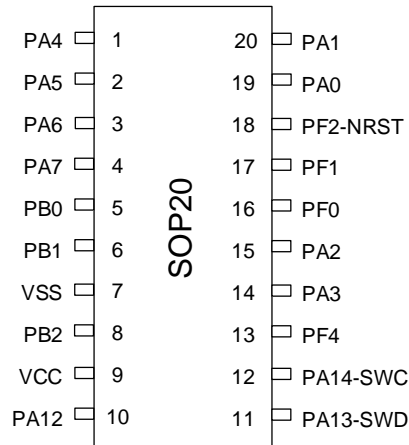 PA4 1 20 PA1
PA5 2 19 PA0
PA6 3 18 PF2-NRST
PA7 4 17 PF1
PB0 5 16 PF0
PB1 6 15 PA2
VSS 7 14 PA3
PB2 8 13 PF4
VCC 9 12 PA14-SWC
PA12 10 11 PA13-SWD
SOP20